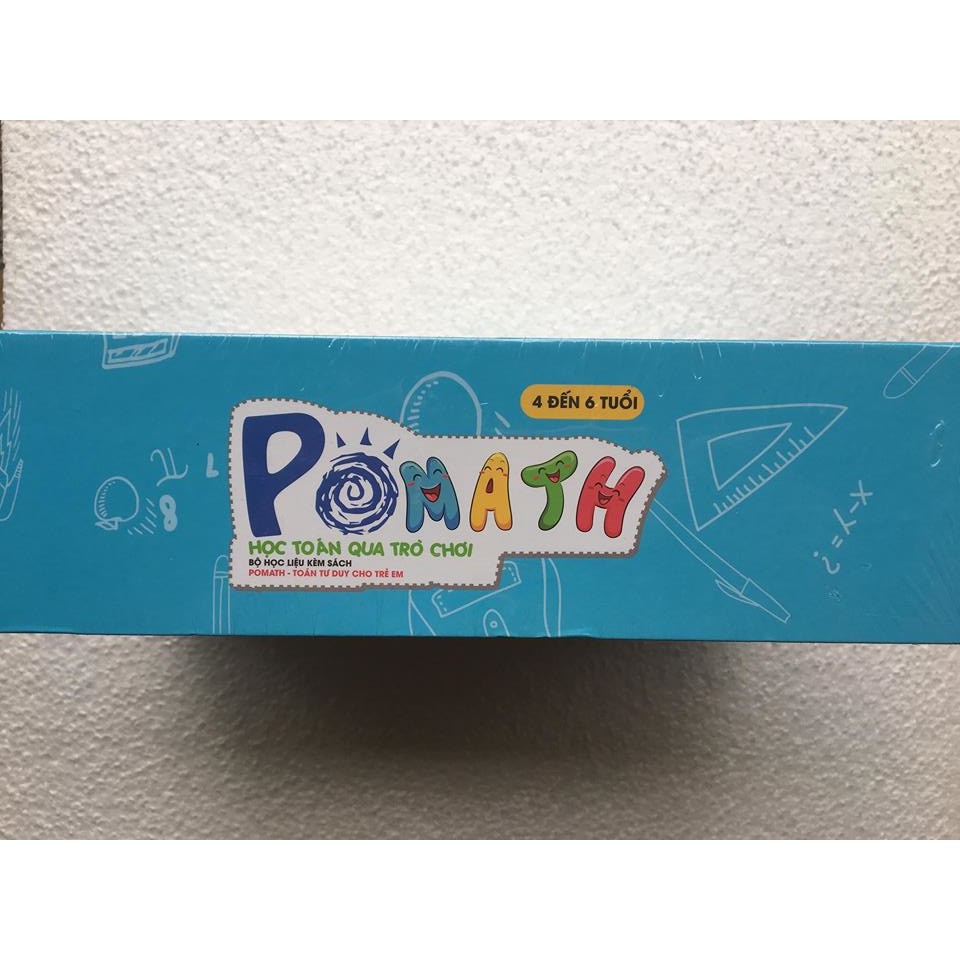 4 ĐẾN 6 TUỔI
POMATH
HỌC TOÁN QUA TRÒ CHƠI
BỘ HỌC LIỆU KÈM SÁCH
POMATH - TOÁN TƯ DUY CHO TRẺ EM
π
8
x-y=?